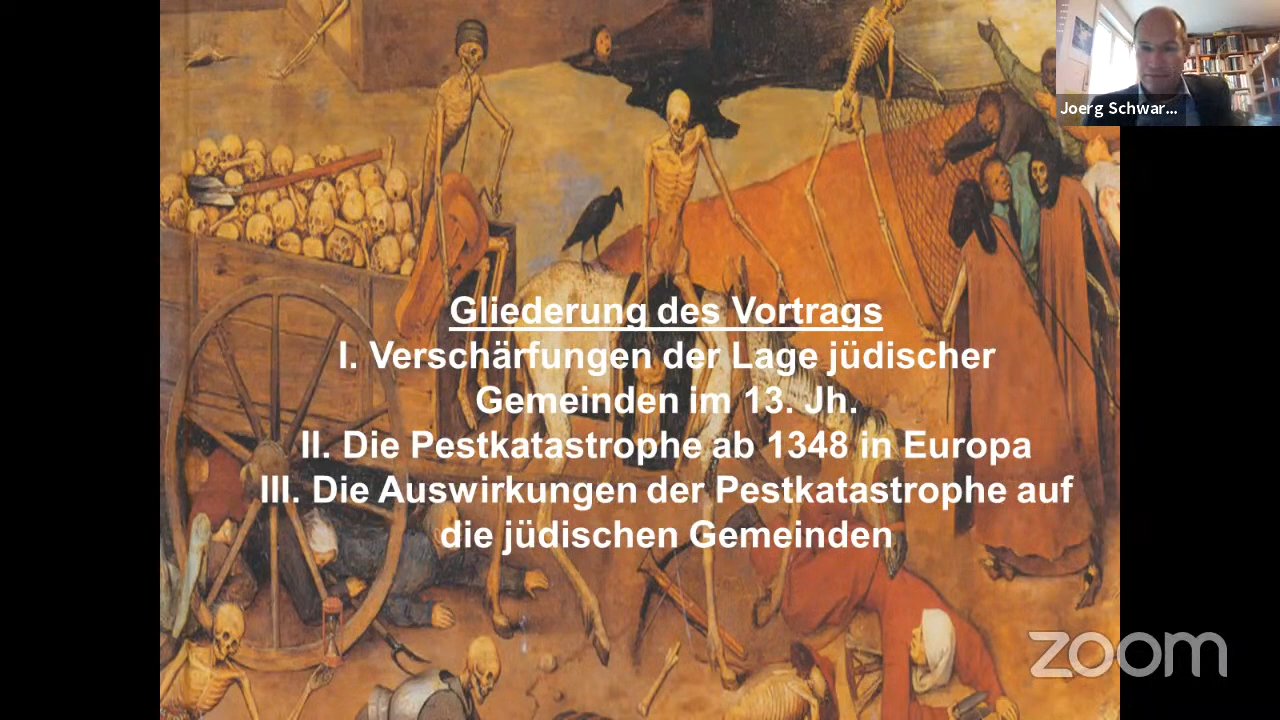 Joerg Schwar...
Gliederung des Vortrags
I. Verschärfungen der Lage jüdischer
Gemeinden im 13. Jh.
II. Die Pestkatastrophe ab 1348 in Europa
III. Die Auswirkungen der Pestkatastrophe auf
die jüdischen Gemeinden
zoom